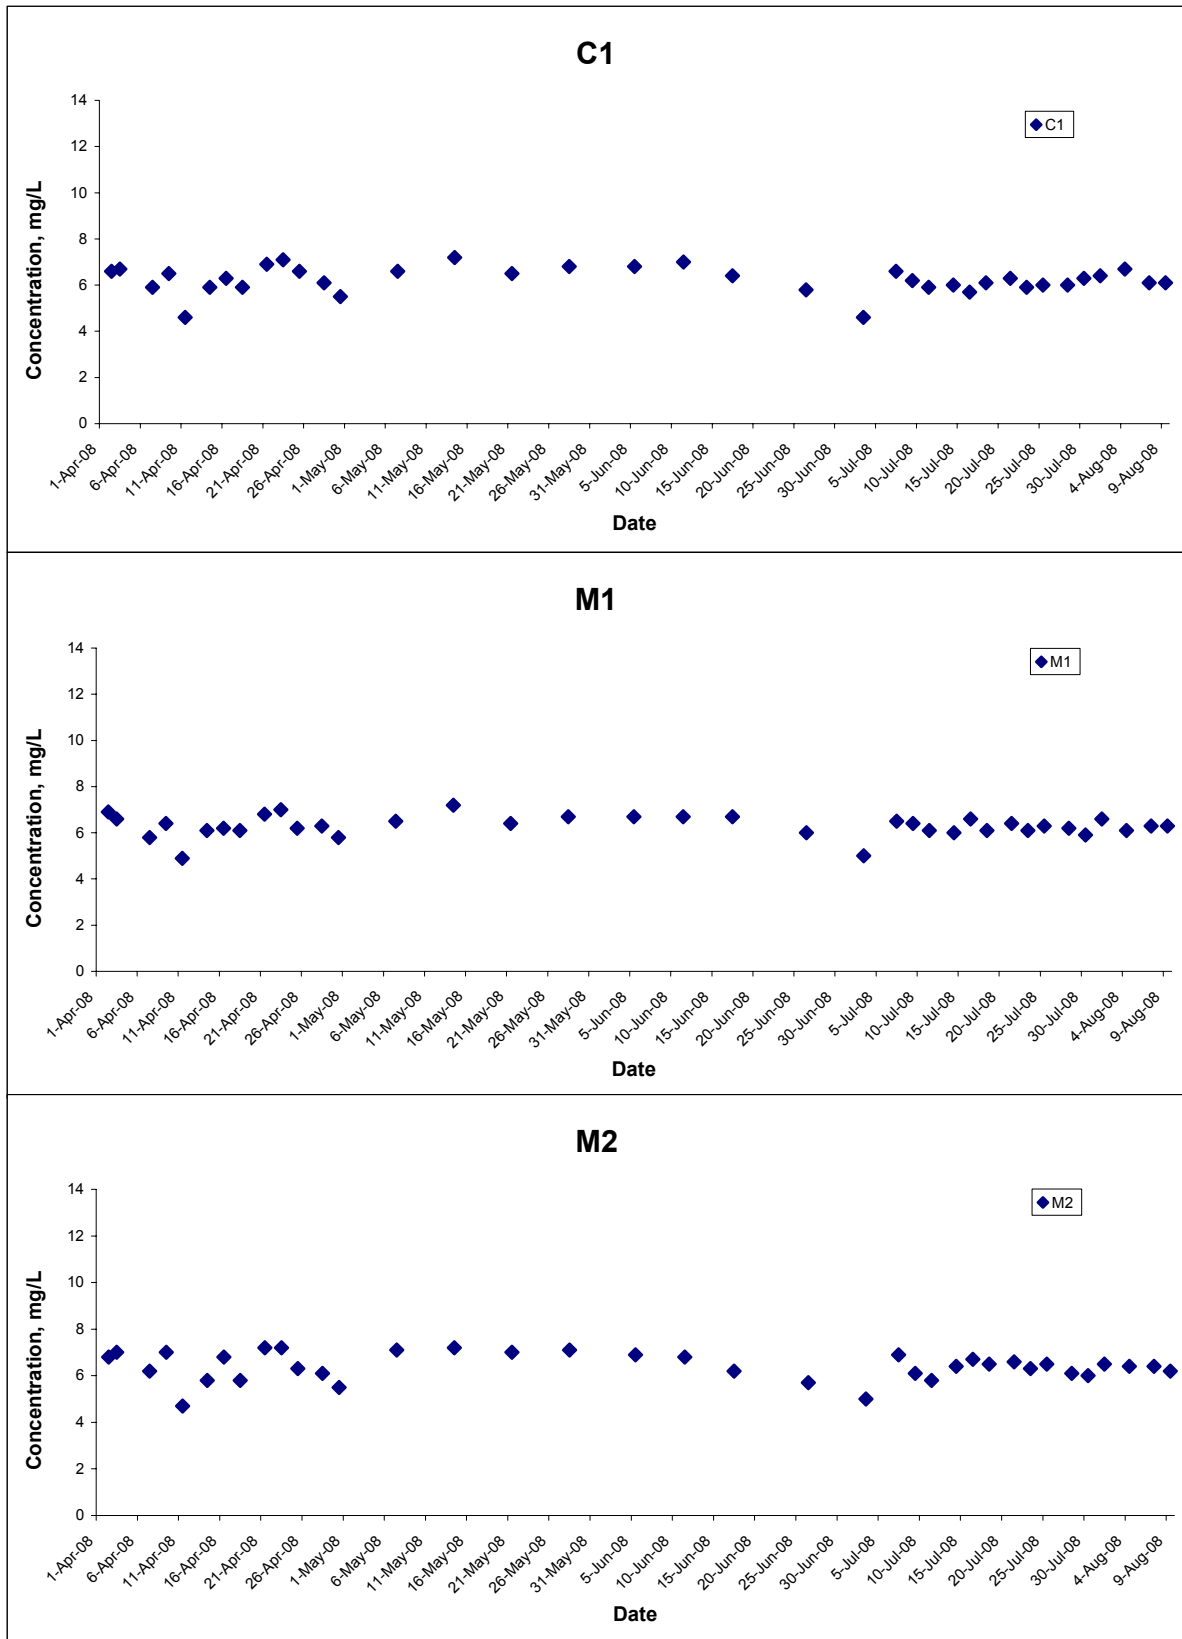 C1
14
12
10
8
6
4
2
0
Concentration, mg/L
C1
1-Apr-08
6-Apr-08
11-Apr-08
16-Apr-08
21-Apr-08
26-Apr-08
1-May-08
6-May-08
11-May-08
16-May-08
21-May-08
26-May-08
31-May-08
5-Jun-08
10-Jun-08
15-Jun-08
20-Jun-08
25-Jun-08
30-Jun-08
5-Jul-08
10-Jul-08
15-Jul-08
20-Jul-08
25-Jul-08
30-Jul-08
4-Aug-08
9-Aug-08
Date
M1
14
12
10
8
6
4
2
0
Concentration, mg/L
M1
1-Apr-08
6-Apr-08
11-Apr-08
16-Apr-08
21-Apr-08
26-Apr-08
1-May-08
6-May-08
11-May-08
16-May-08
21-May-08
26-May-08
31-May-08
5-Jun-08
10-Jun-08
15-Jun-08
20-Jun-08
25-Jun-08
30-Jun-08
5-Jul-08
10-Jul-08
15-Jul-08
20-Jul-08
25-Jul-08
30-Jul-08
4-Aug-08
9-Aug-08
Date
M2
14
12
10
8
6
4
2
0
Concentration, mg/L
M2
1-Apr-08
6-Apr-08
11-Apr-08
16-Apr-08
21-Apr-08
26-Apr-08
1-May-08
6-May-08
11-May-08
16-May-08
21-May-08
26-May-08
31-May-08
5-Jun-08
10-Jun-08
15-Jun-08
20-Jun-08
25-Jun-08
30-Jun-08
5-Jul-08
10-Jul-08
15-Jul-08
20-Jul-08
25-Jul-08
30-Jul-08
4-Aug-08
9-Aug-08
Date